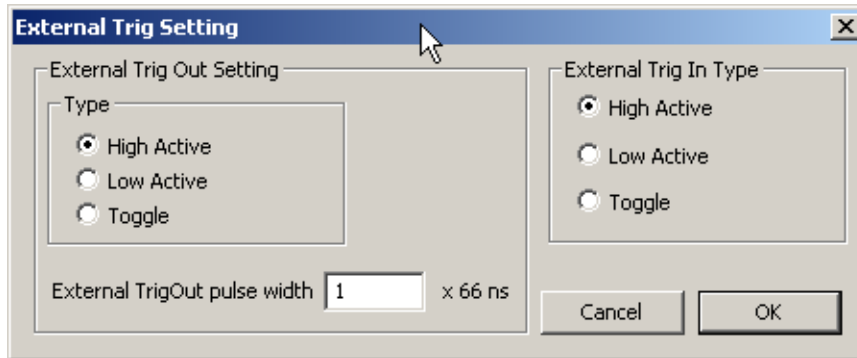 External Trig Setting
External Trig Out Setting
Type
High Active
Low Active
Toggle
External TrigOut pulse width 1 x 66 ns
External Trig In Type
High Active
Low Active
Toggle
Cancel OK